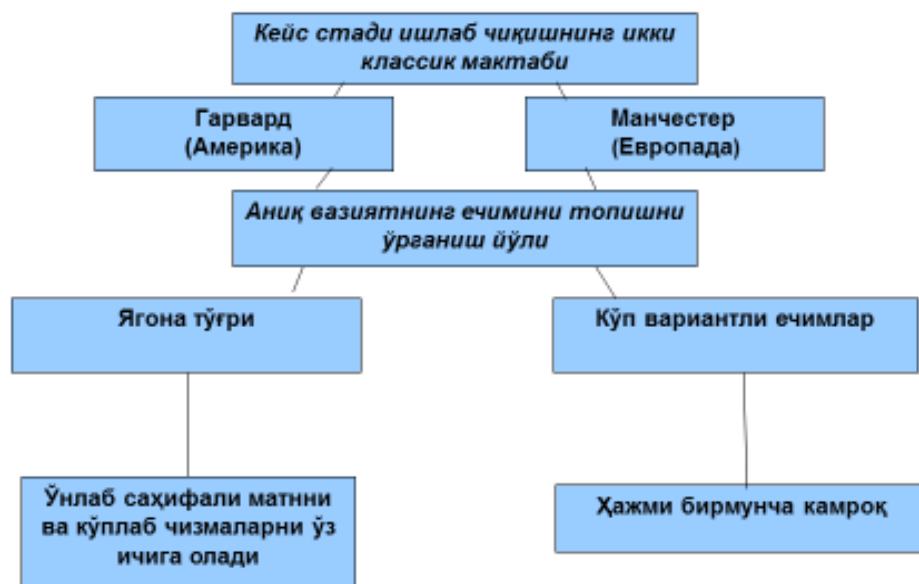 Кейс стади ишлаб чиқишнинг икки
классик мактаби
Гарвард
(Америка)
Манчестер
(Европада)
Аниқ вазиятнинг ечимини топишни
ўрганиш йўли
Ягона тўғри
Кўп вариантли ечимлар
Ўнлаб саҳифали матнни
ва кўплаб чизмаларни ўз
ичига олади
Ҳажми бирмунча камроқ